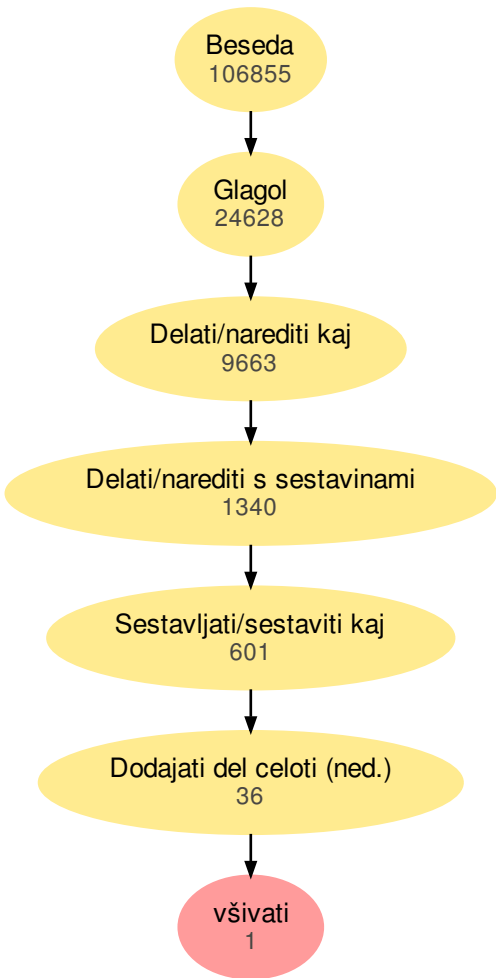 Beseda
106855
Glagol
24628
Delati/narediti kaj
9663
Delati/narediti s sestavinami
1340
Sestavljati/sestaviti kaj
601
Dodajati del celoti (ned.)
36
všivati
1